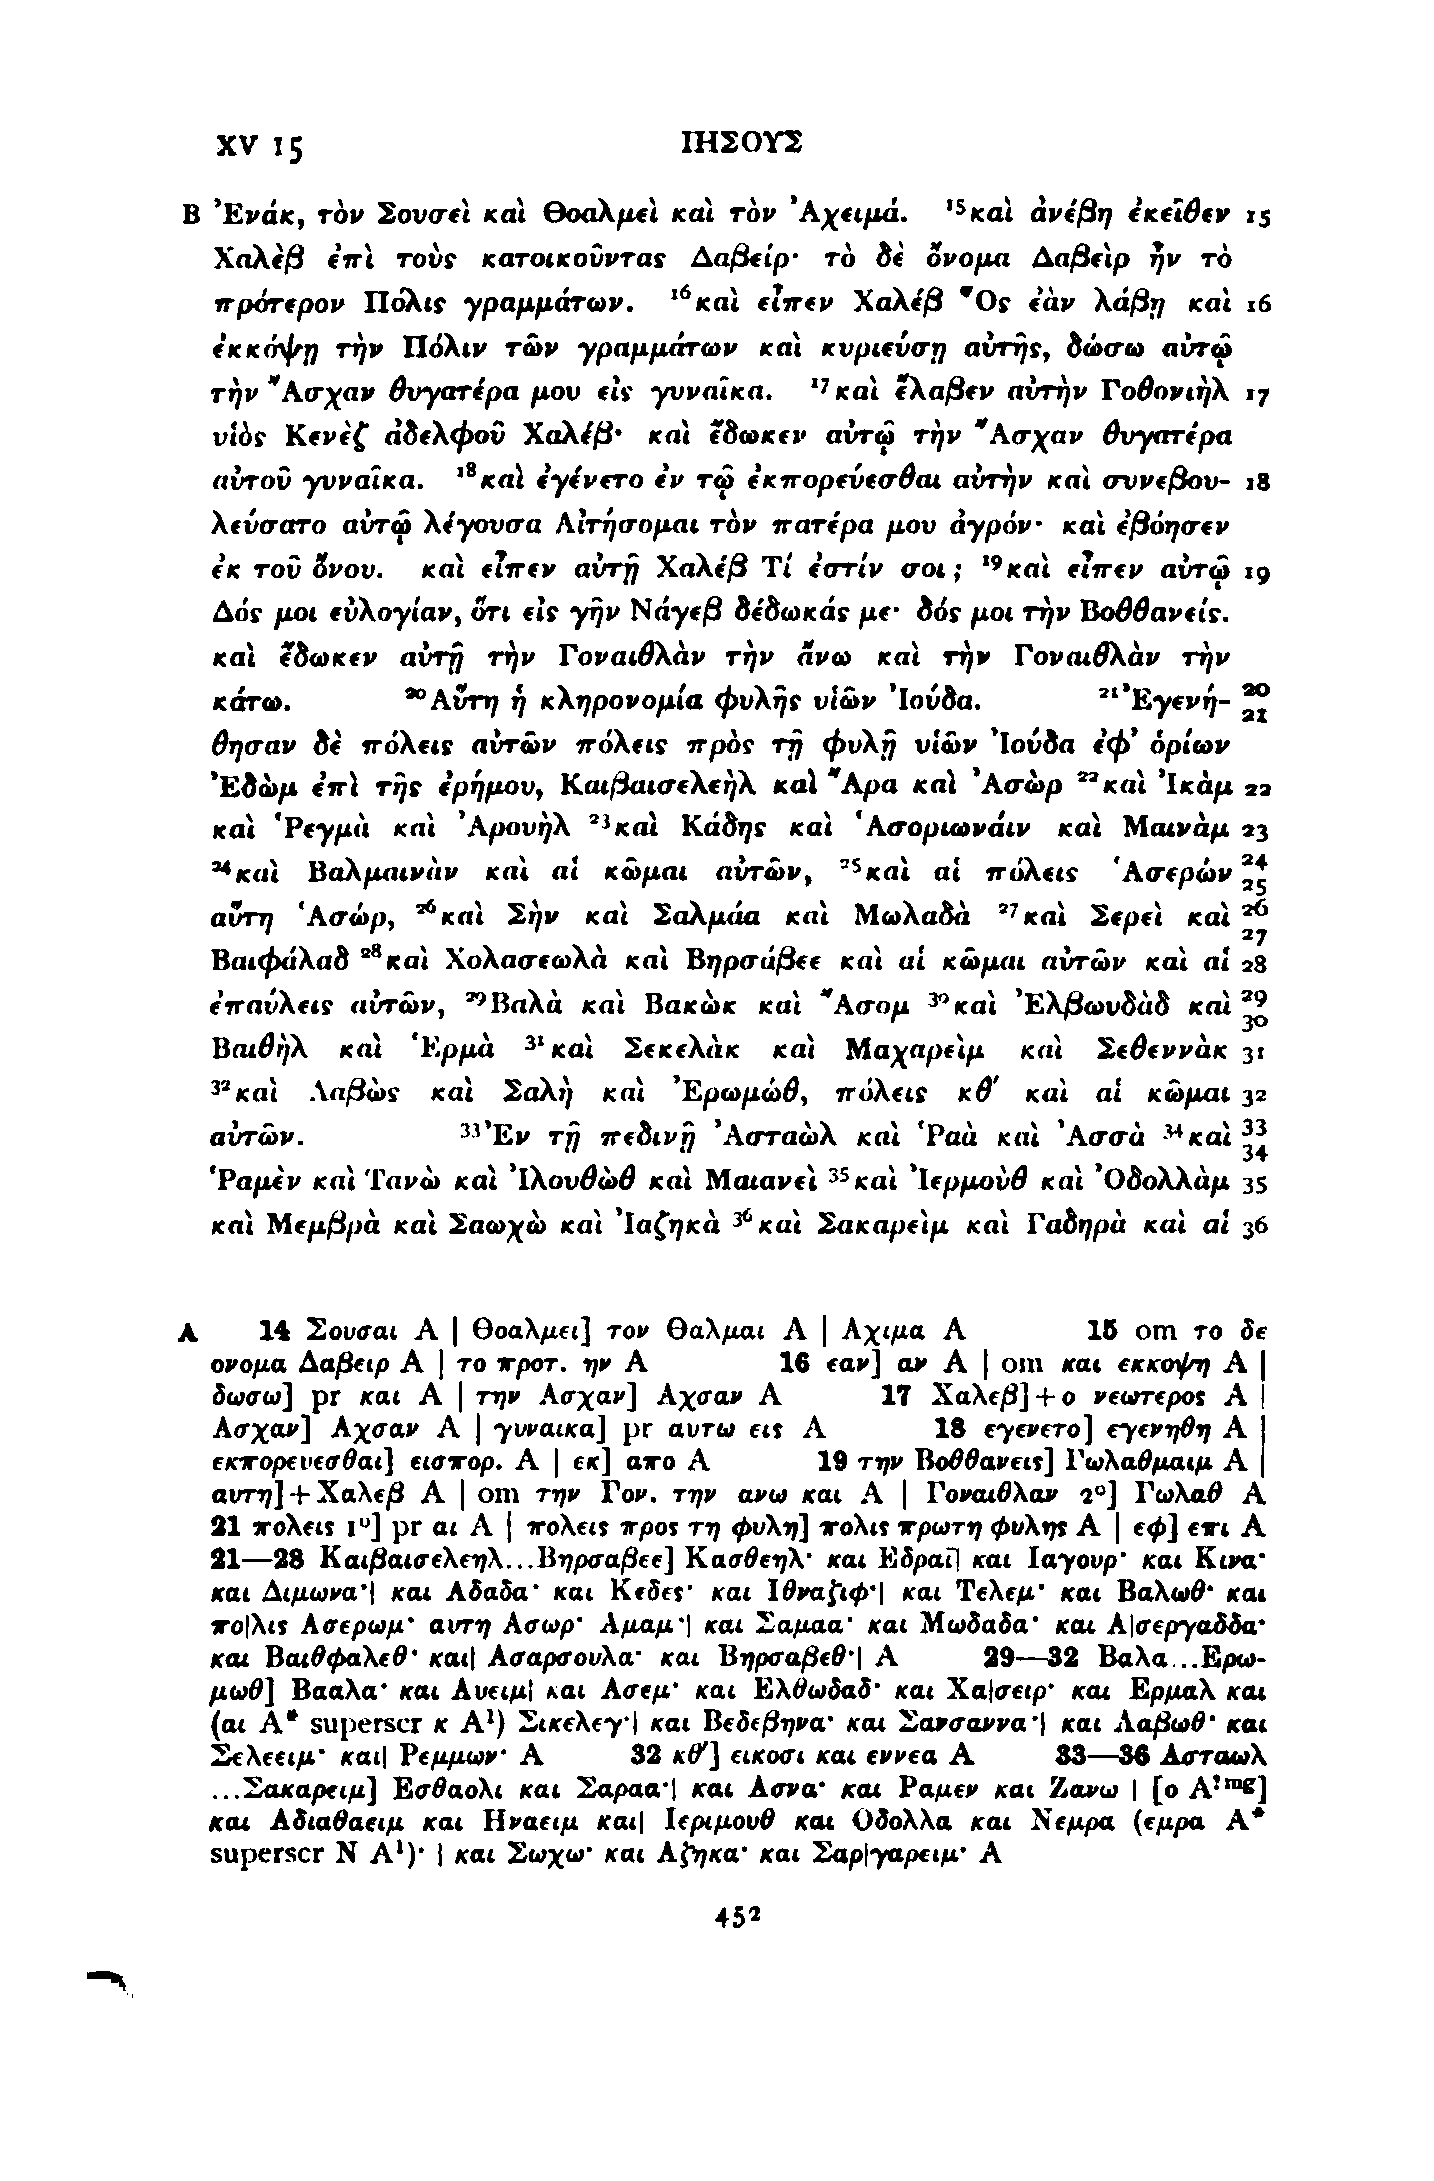 XV 15 ΙΗΣΟΥΣ
B Ἐνάκ, τὸν Σουσεὶ καὶ Θοαλμεὶ καὶ τὸν Ἀχειμά. ¹⁵καὶ ἀνέβη ἐκεῖθεν 15
Χαλὲβ ἐπὶ τοὺς κατοικοῦντας Δαβείρ· τὸ δὲ ὄνομα Δαβεὶρ ἦν τὸ
πρότερον Πόλις γραμμάτων. ¹⁶καὶ εἶπεν Χαλέβ Ὃς ἐὰν λάβῃ καὶ 16
ἐκκόψῃ τὴν Πόλιν τῶν γραμμάτων καὶ κυριεύσῃ αὐτῆς, δώσω αὐτῷ
τὴν Ἄσχαν θυγατέρα μου εἰς γυναῖκα. ¹⁷καὶ ἔλαβεν αὐτὴν Γοθονιὴλ 17
υἱὸς Κενὲζ ἀδελφοῦ Χαλέβ· καὶ ἔδωκεν αὐτῷ τὴν Ἄσχαν θυγατέρα
αὐτοῦ γυναῖκα. ¹⁸καὶ ἐγένετο ἐν τῷ ἐκπορεύεσθαι αὐτὴν καὶ συνεβου- 18
λεύσατο αὐτῷ λέγουσα Αἰτήσομαι τὸν πατέρα μου ἀγρόν· καὶ ἐβόησεν
ἐκ τοῦ ὄνου. καὶ εἶπεν αὐτῇ Χαλέβ Τί ἐστίν σοι; ¹⁹καὶ εἶπεν αὐτῷ 19
Δός μοι εὐλογίαν, ὅτι εἰς γῆν Νάγεβ δέδωκάς με· δός μοι τὴν Βοθθανείς.
καὶ ἔδωκεν αὐτῇ τὴν Γοναιθλὰν τὴν ἄνω καὶ τὴν Γοναιθλὰν τὴν
κάτω. ²⁰Αὕτη ἡ κληρονομία φυλῆς υἱῶν Ἰούδα. ²¹Ἐγενή- 20 21
θησαν δὲ πόλεις αὐτῶν πόλεις πρὸς τῇ φυλῇ υἱῶν Ἰούδα ἐφ’ ὁρίων
Ἐδὼμ ἐπὶ τῆς ἐρήμου, Καιβαισελεὴλ καὶ Ἄρα καὶ Ἀσὼρ ²²καὶ Ἰκὰμ 22
καὶ Ῥεγμὰ καὶ Ἀρουὴλ ²³καὶ Κάδης καὶ Ἀσοριωνάιν καὶ Μαινὰμ 23
²⁴καὶ Βαλμαινὰν καὶ αἱ κῶμαι αὐτῶν, ²⁵καὶ αἱ πόλεις Ἀσερών 24 25
αὕτη Ἀσώρ, ²⁶καὶ Σὴν καὶ Σαλμάα καὶ Μωλαδὰ ²⁷καὶ Σερεὶ καὶ 26 27
Βαιφάλαδ ²⁸καὶ Χολασεωλὰ καὶ Βηρσάβεε καὶ αἱ κῶμαι αὐτῶν καὶ αἱ 28
ἐπαύλεις αὐτῶν, ²⁹Βαλὰ καὶ Βακὼκ καὶ Ἄσομ ³⁰καὶ Ἐλβωυδὰδ καὶ 29 30
Βαιθὴλ καὶ Ἑρμὰ ³¹καὶ Σεκελὰκ καὶ Μαχαρεὶμ καὶ Σεθεννὰκ 31
³²καὶ Λαβὼς καὶ Σαλὴ καὶ Ἐρωμώθ, πόλεις κθ′ καὶ αἱ κῶμαι 32
αὐτῶν. ³³Ἐν τῇ πεδινῇ Ἀσταὼλ καὶ Ῥαὰ καὶ Ἀσσὰ ³⁴καὶ 33 34
Ῥαμὲν καὶ Τανὼ καὶ Ἰλουθὼθ καὶ Μαιανεὶ ³⁵καὶ Ἰερμοὺθ καὶ Ὀδολλὰμ 35
καὶ Μεμβρὰ καὶ Σαωχὼ καὶ Ἰαζηκὰ ³⁶καὶ Σακαρεὶμ καὶ Γαδηρὰ καὶ αἱ 36
A 14 Σουσαι A | Θοαλμει] τον Θαλμαι A | Αχιμα A 15 om το δε
ονομα Δαβειρ A | το προτ. ην A 16 εαν] αν A | om και εκκοψη A |
δωσω] pr και A | την Ασχαν] Αχσαν A 17 Χαλεβ]+ο νεωτερος A |
Ασχαν] Αχσαν A | γυναικα] pr αυτω εις A 18 εγενετο] εγενηθη A |
εκπορευεσθαι] εισπορ. A | εκ] απο A 19 την Βοθθανεις] Γωλαθμαιμ A |
αυτη]+Χαλεβ A | om την Γον. την ανω και A | Γοναιθλαν 2°] Γωλαθ A
21 πολεις 1°] pr αι A | πολεις προς τη φυλη] πολις πρωτη φυλης A | εφ] επι A
21—28 Καιβαισελεηλ...Βηρσαβεε] Κασθεηλ· και Εδραϊ| και Ιαγουρ· και Κινα·
και Διμωνα·| και Αδαδα· και Κεδες· και Ιθναζιφ·| και Τελεμ· και Βαλωθ· και
πο|λις Ασερωμ· αυτη Ασωρ· Αμαμ·| και Σαμαα· και Μωδαδα· και Α|σεργαδδα·
και Βαιθφαλεθ· και| Ασαρσουλα· και Βηρσαβεθ·| A 29—32 Βαλα...Ερω-
μωθ] Βααλα· και Αυειμ| και Ασεμ· και Ελθωδαδ· και Χα|σειρ· και Ερμαλ και
(αι A* superscr κ A¹) Σικελεγ·| και Βεδεβηνα· και Σανσαννα·| και Λαβωθ· και
Σελεειμ· και| Ρεμμων· A 32 κθ′] εικοσι και εννεα A 33—36 Ασταωλ
...Σακαρειμ] Εσθαολι και Σαραα·| και Ασνα· και Ραμεν και Ζανω | [ο A?ᵐᵍ]
και Αδιαθαειμ και Ηναειμ και| Ιεριμουθ και Οδολλα και Νεμρα (εμρα A*
superscr N A¹)· | και Σωχω· και Αζηκα· και Σαρ|γαρειμ· A
452